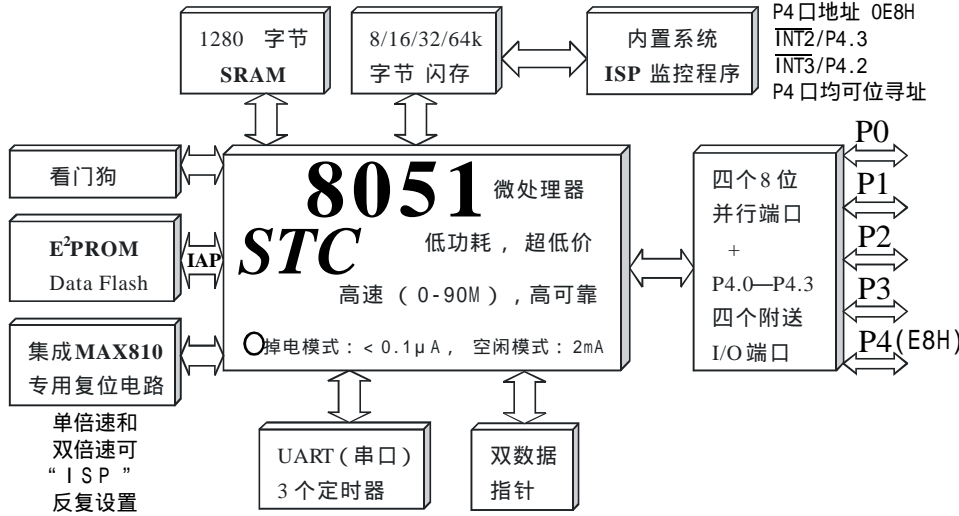 1280 字节
SRAM
8/16/32/64k
字节 闪存
内置系统
ISP 监控程序
P4口地址 0E8H
INT2/P4.3
INT3/P4.2
P4口均可位寻址
看门狗
E²PROM
Data Flash
IAP
集成MAX810
专用复位电路
单倍速和
双倍速可
“ISP”
反复设置
8051 微处理器
STC 低功耗,超低价
高速(0-90M),高可靠
掉电模式:<0.1μA, 空闲模式:2mA
UART(串口)
3个定时器
双数据
指针
四个8位
并行端口
+
P4.0—P4.3
四个附送
I/O端口
P0
P1
P2
P3
P4(E8H)